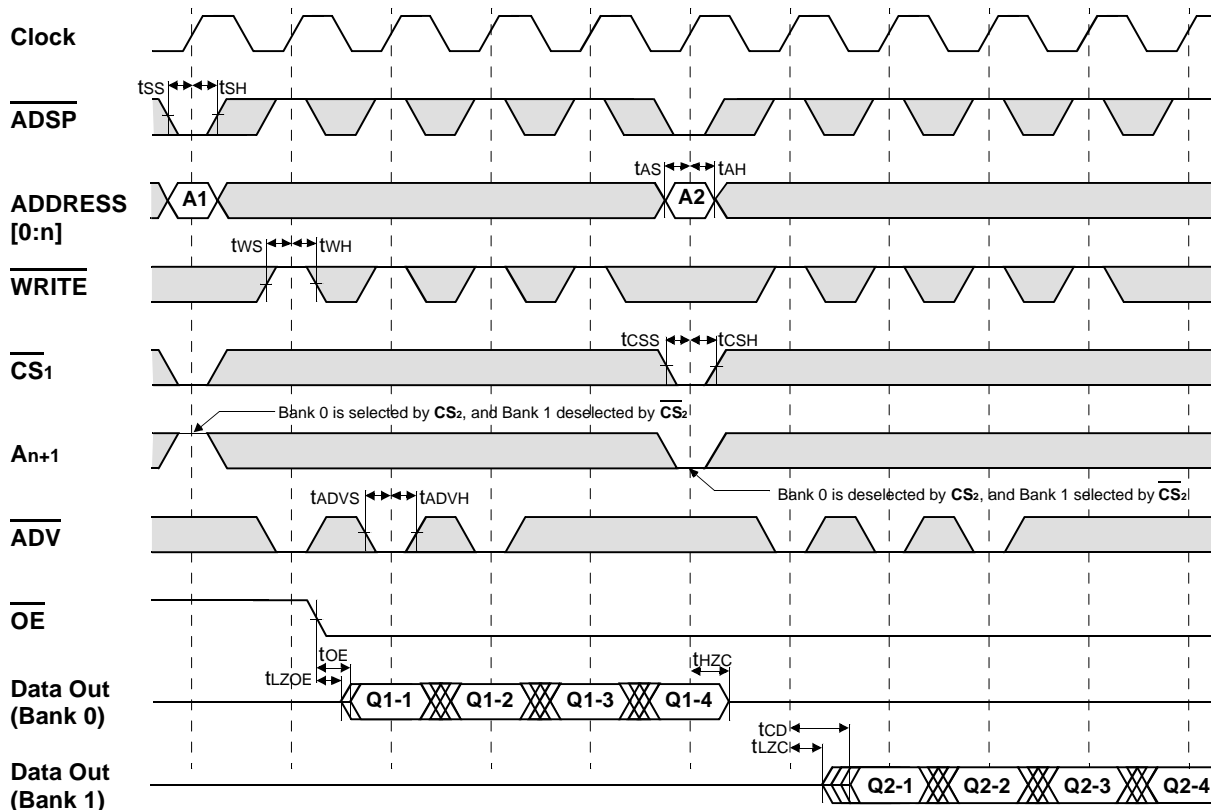 Clock
tSS tSH
ADSP
tAS tAH
ADDRESS
[0:n]
A1 A2
tWS tWH
WRITE
tCSS tCSH
CS1
Bank 0 is selected by CS2, and Bank 1 deselected by CS2
An+1
Bank 0 is deselected by CS2, and Bank 1 selected by CS2
tADVS tADVH
ADV
OE
tOE
tHZC
tLZOE
Data Out
(Bank 0)
Q1-1 Q1-2 Q1-3 Q1-4
tCD
tLZC
Data Out
(Bank 1)
Q2-1 Q2-2 Q2-3 Q2-4